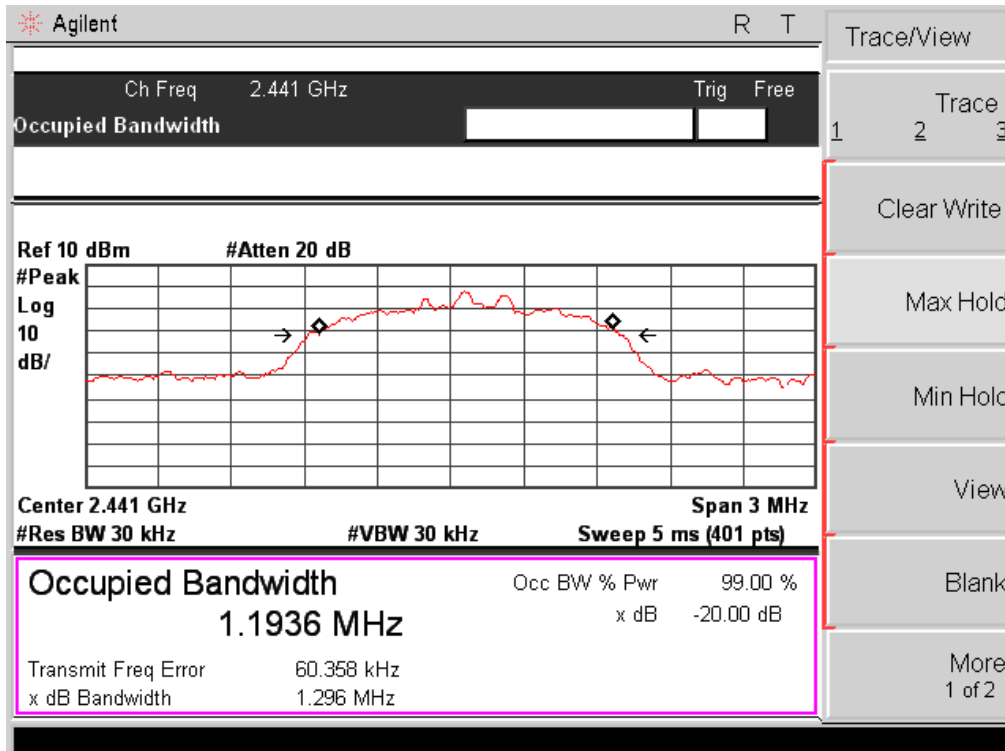 Agilent R T
Ch Freq 2.441 GHz Trig Free
Occupied Bandwidth
Ref 10 dBm #Atten 20 dB
#Peak
Log
10
dB/
Center 2.441 GHz Span 3 MHz
#Res BW 30 kHz #VBW 30 kHz Sweep 5 ms (401 pts)
Occupied Bandwidth
1.1936 MHz
Occ BW % Pwr 99.00 %
x dB -20.00 dB
Transmit Freq Error 60.358 kHz
x dB Bandwidth 1.296 MHz
Trace/View
Trace
1 2 3
Clear Write
Max Hold
Min Hold
View
Blank
More
1 of 2